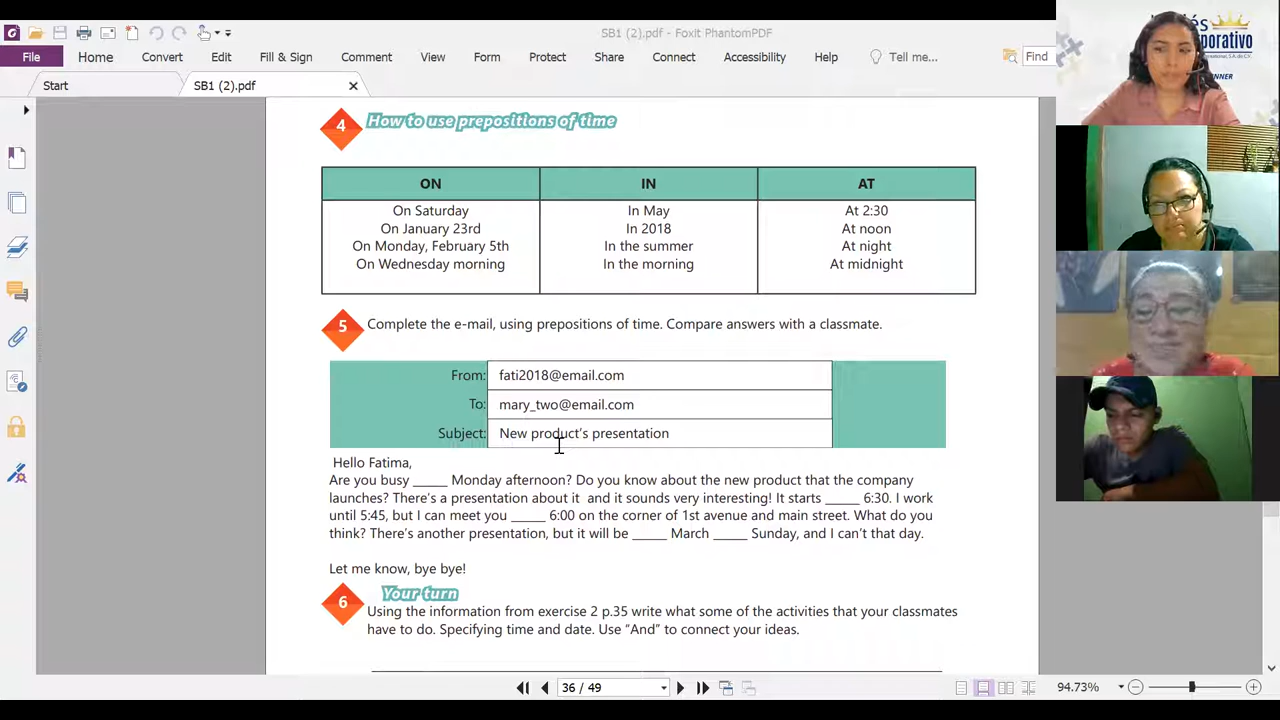 SB1 (2).pdf - Foxit PhantomPDF
File Home Convert Edit Fill & Sign Comment View Form Protect Share Connect Accessibility Help Tell me... Find
Start SB1 (2).pdf
4 How to use prepositions of time
ON IN AT
On Saturday In May At 2:30
On January 23rd In 2018 At noon
On Monday, February 5th In the summer At night
On Wednesday morning In the morning At midnight
5 Complete the e-mail, using prepositions of time. Compare answers with a classmate.
From: fati2018@email.com
To: mary_two@email.com
Subject: New product's presentation
Hello Fatima,
Are you busy _____ Monday afternoon? Do you know about the new product that the company
launches? There's a presentation about it and it sounds very interesting! It starts _____ 6:30. I work
until 5:45, but I can meet you _____ 6:00 on the corner of 1st avenue and main street. What do you
think? There's another presentation, but it will be _____ March _____ Sunday, and I can't that day.
Let me know, bye bye!
6 Your turn
Using the information from exercise 2 p.35 write what some of the activities that your classmates
have to do. Specifying time and date. Use “And” to connect your ideas.
36 / 49 94.73%